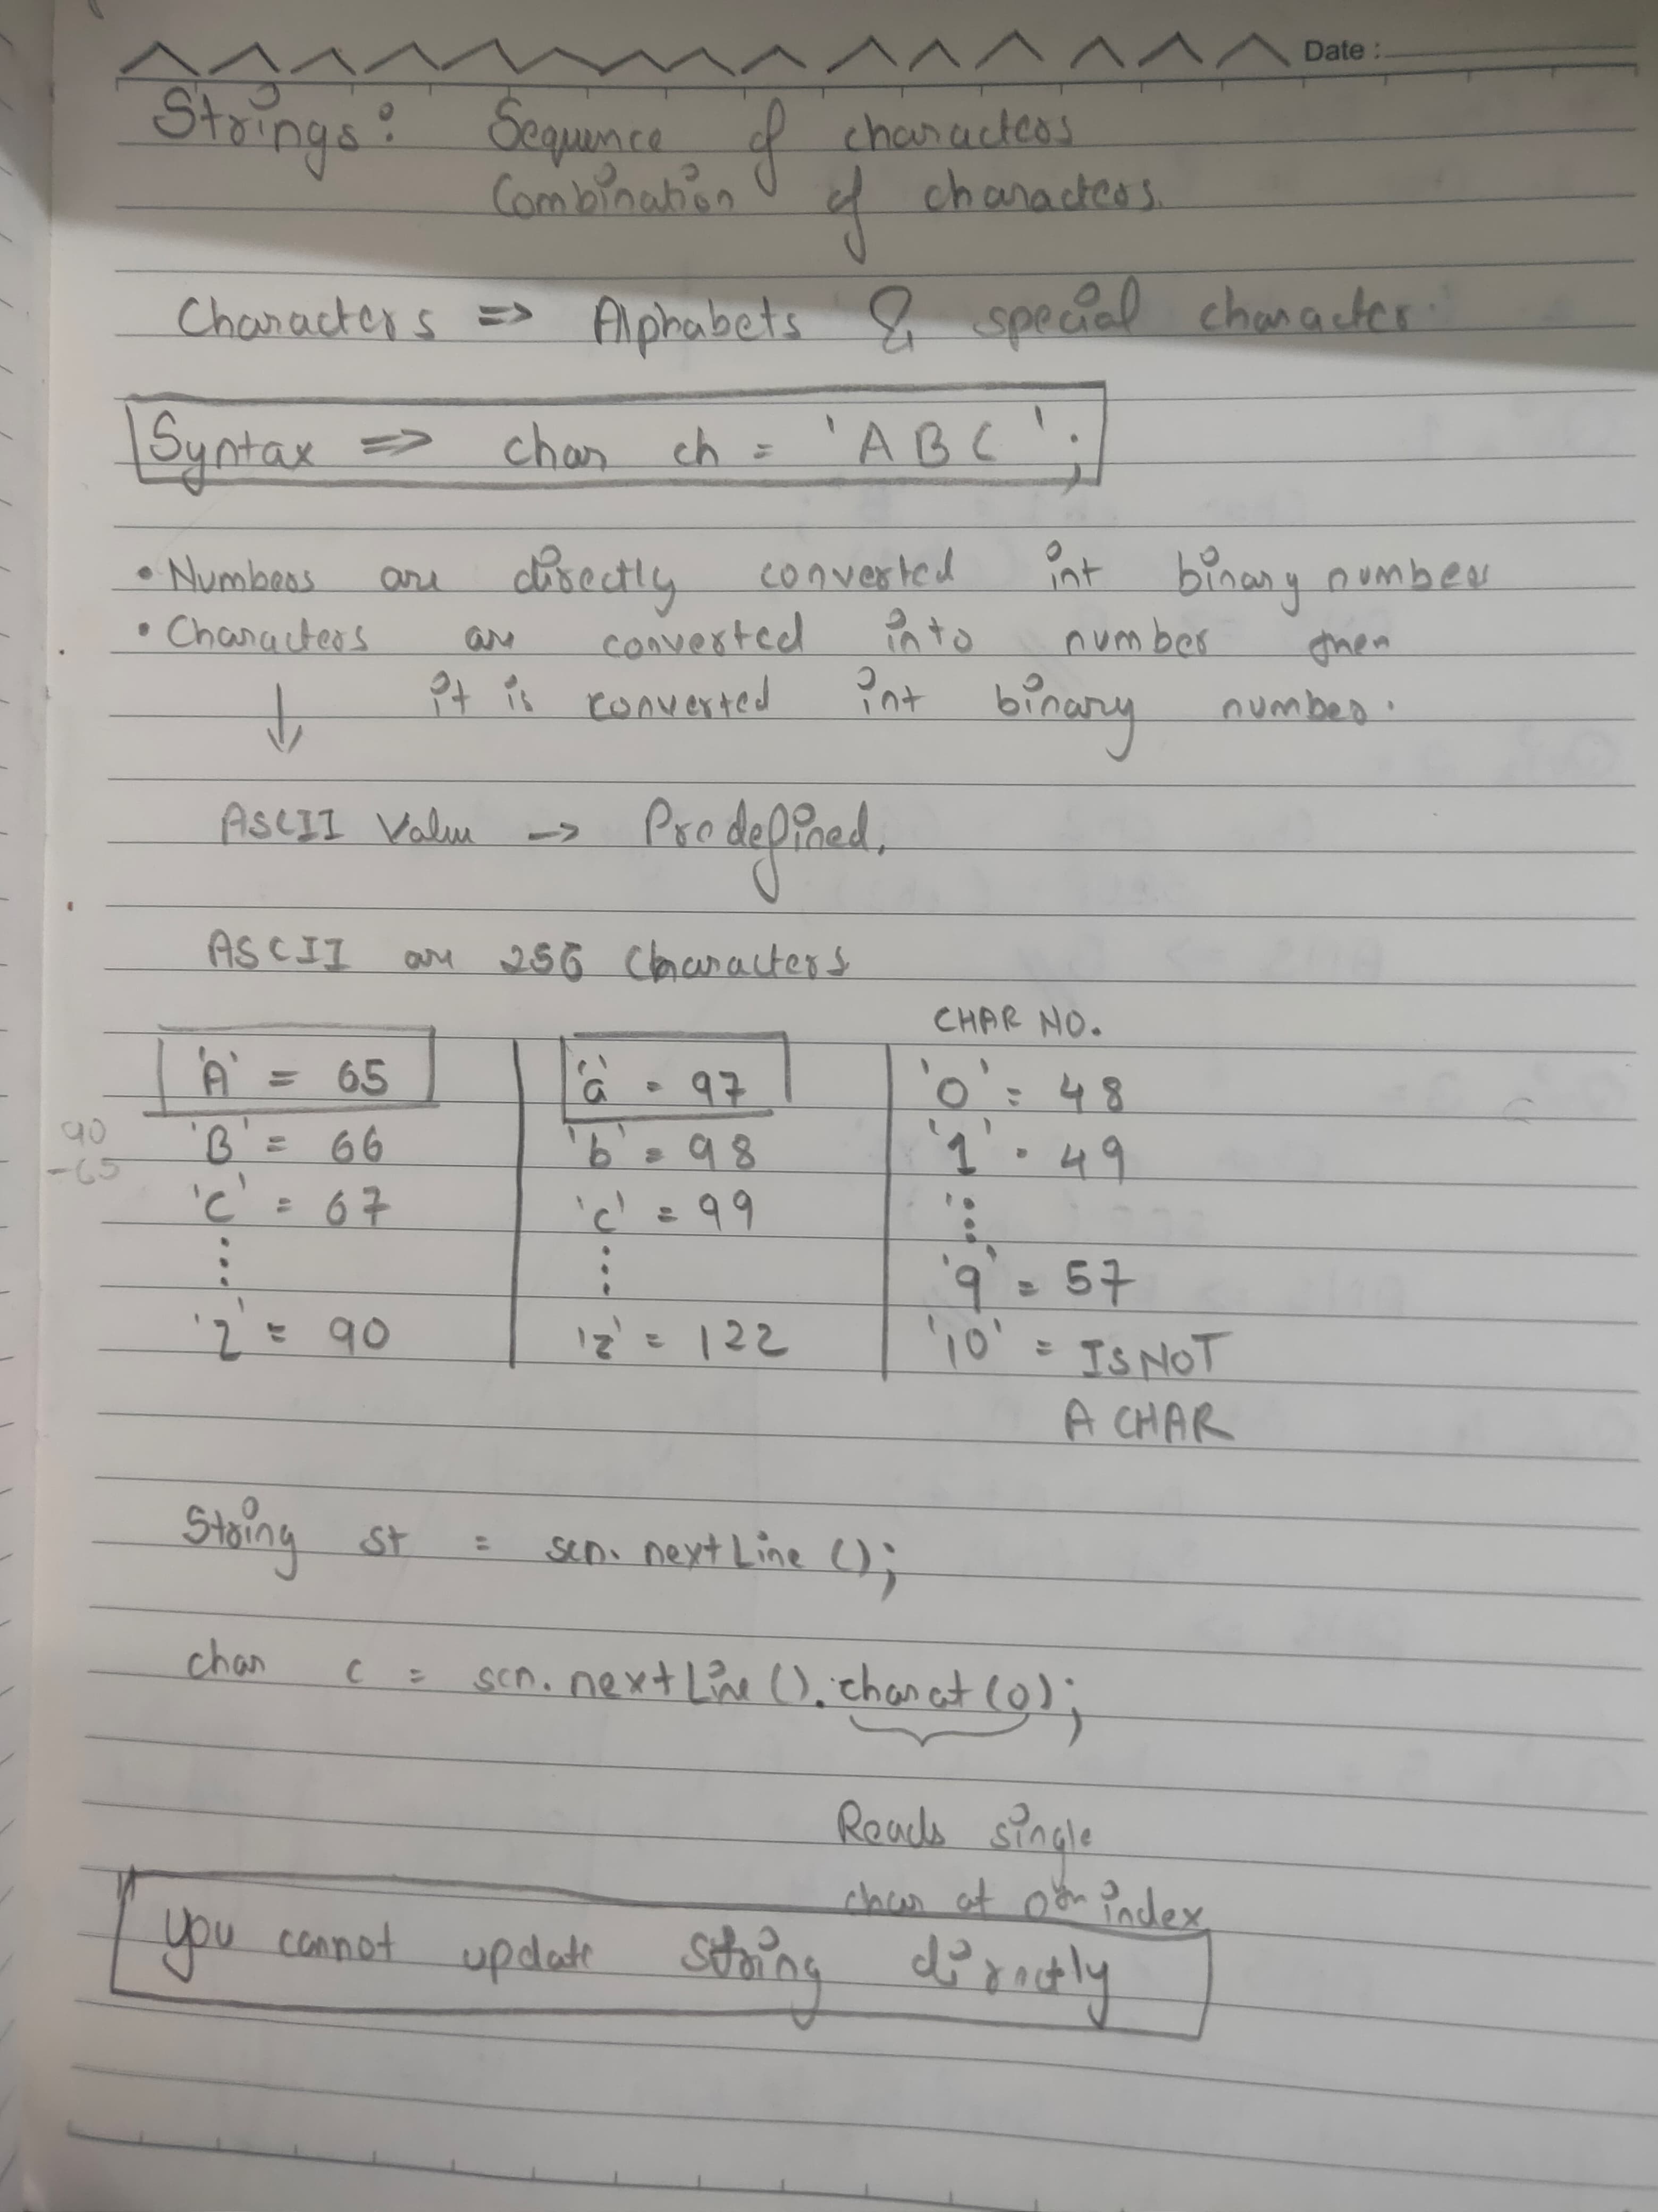 Date :
Strings: Sequence of characters
Combination of characters.
Characters => Alphabets & special character.
Syntax => char ch = 'ABC';
• Numbers are directly converted int binary number
• Characters are converted into number then
it is converted int binary number.
↓
ASCII Value -> Predefined.
ASCII are 256 Characters
CHAR NO.
'A' = 65 'a' = 97 '0' = 48
90
'B' = 66 'b' = 98 '1' = 49
-65
'C' = 67 'c' = 99 ⋮
⋮ ⋮ '9' = 57
'Z' = 90 'z' = 122 '10' = IS NOT
A CHAR
String st = scn.nextLine();
char c = scn.nextLine().charat(0);
Reads single
char at 0th index
You cannot update string directly